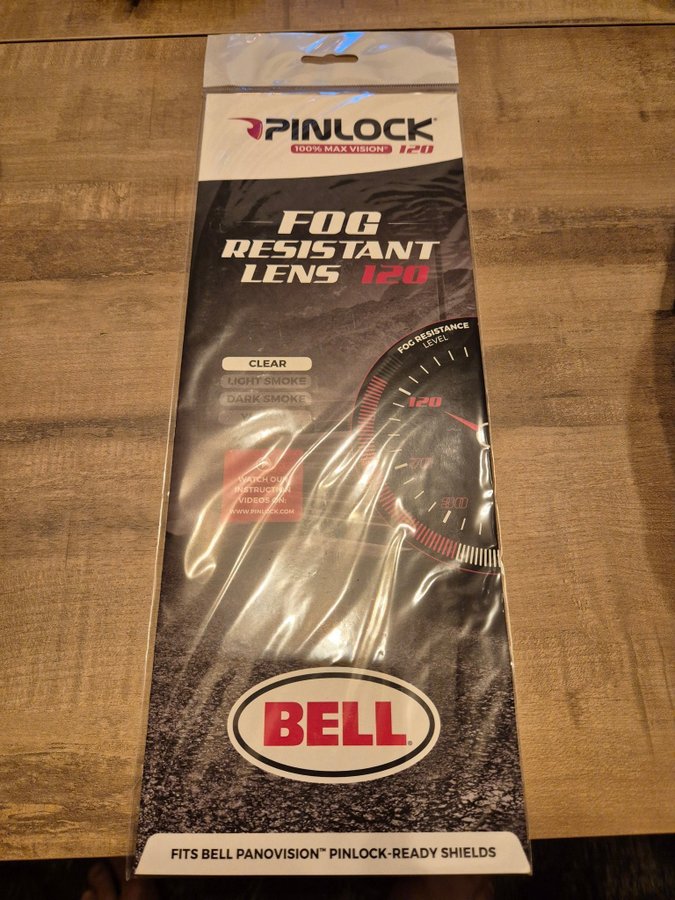 PINLOCK®
100% MAX VISION® 120
FOG
RESISTANT
LENS 120
FOG RESISTANCE
LEVEL
CLEAR
LIGHT SMOKE
DARK SMOKE
120
70
WATCH OUR
INSTRUCTION
VIDEOS ON:
WWW.PINLOCK.COM
BELL
FITS BELL PANOVISION™ PINLOCK-READY SHIELDS